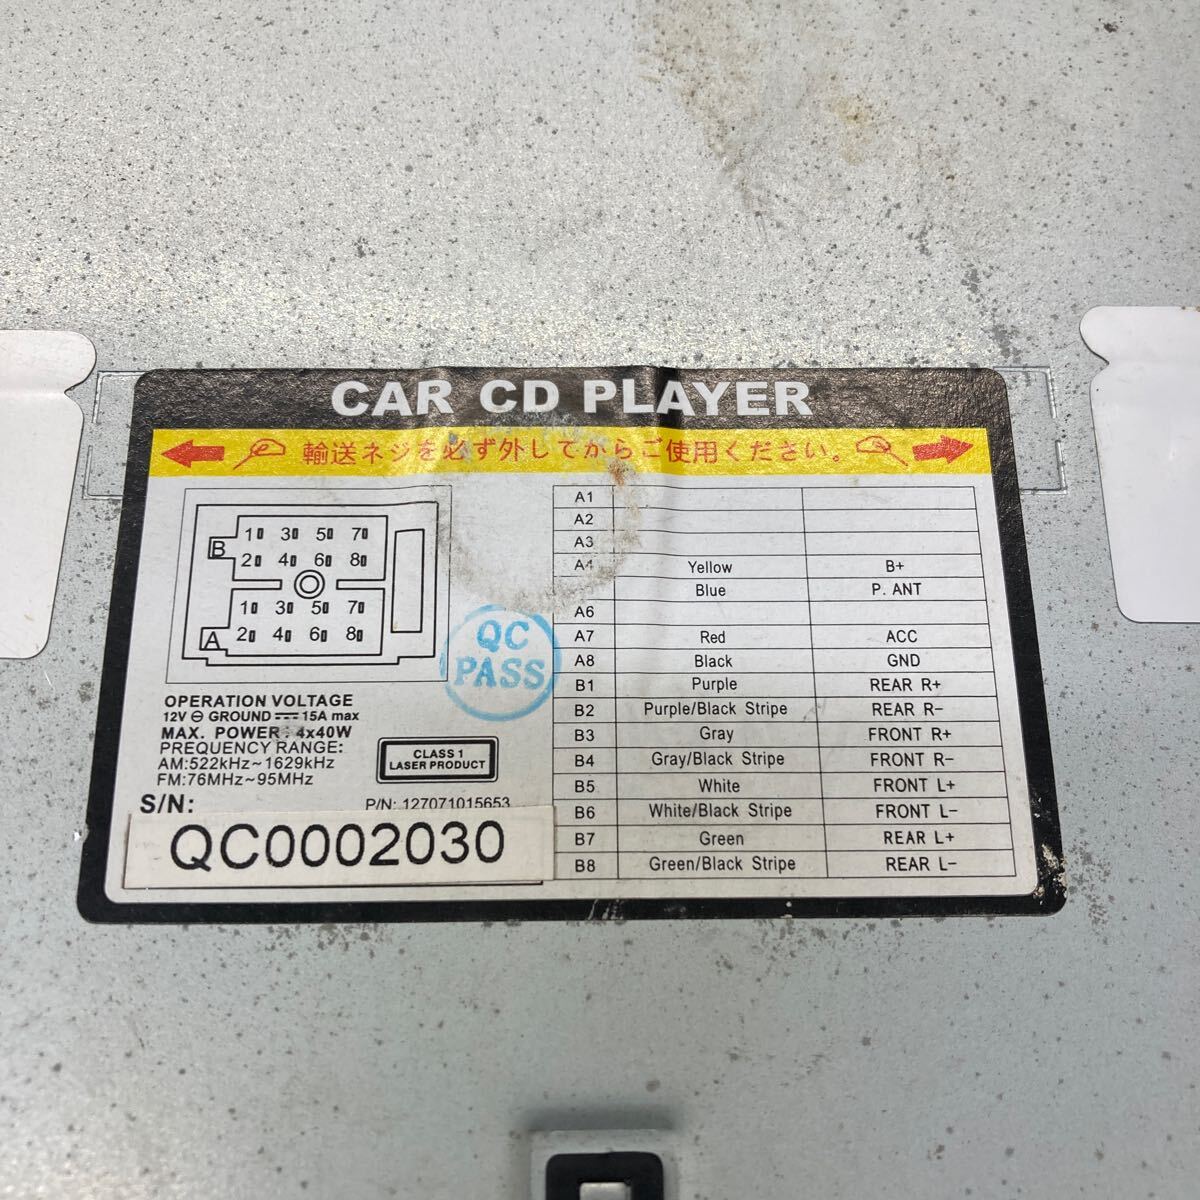 CAR CD PLAYER
輸送ネジを必ず外してからご使用ください。
B 1 3 5 7
2 4 6 8
1 3 5 7
A 2 4 6 8
QC
PASS
OPERATION VOLTAGE
12V ⊖ GROUND ⎓ 15A max
MAX. POWER: 4x40W
PREQUENCY RANGE:
AM:522kHz~1629kHz
FM:76MHz~95MHz
CLASS 1
LASER PRODUCT
S/N:
P/N: 127071015653
QC0002030
A1
A2
A3
A4 Yellow B+
Blue P. ANT
A6
A7 Red ACC
A8 Black GND
B1 Purple REAR R+
B2 Purple/Black Stripe REAR R-
B3 Gray FRONT R+
B4 Gray/Black Stripe FRONT R-
B5 White FRONT L+
B6 White/Black Stripe FRONT L-
B7 Green REAR L+
B8 Green/Black Stripe REAR L-